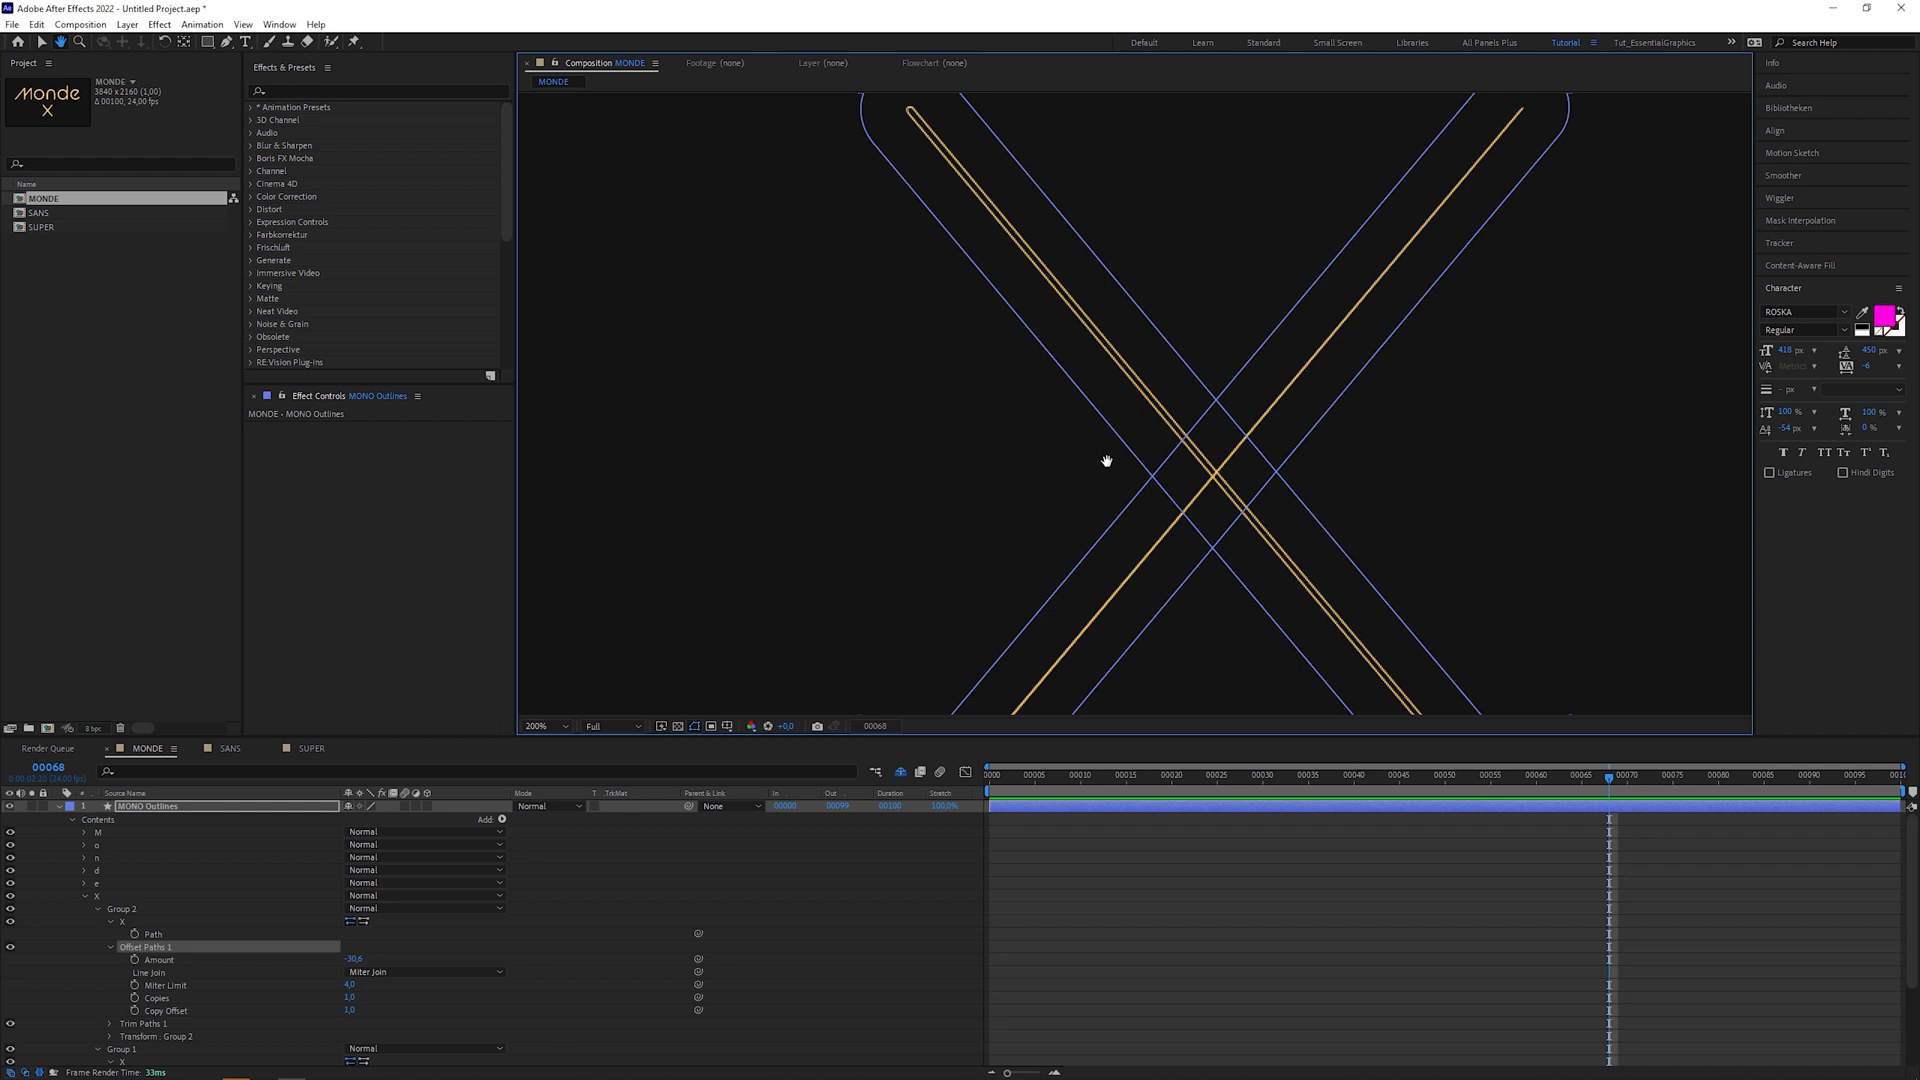 Adobe After Effects 2022 - Untitled Project.aep *
File Edit Composition Layer Effect Animation View Window Help
Default Learn Standard Small Screen Libraries All Panels Plus Tutorial Tut_EssentialGraphics Search Help
Project
MONDE
3840 x 2160 (1,00)
Δ 00100, 24,00 fps
Monde
X
Name
MONDE
SANS
SUPER
8 bpc
Effects & Presets
* Animation Presets
3D Channel
Audio
Blur & Sharpen
Boris FX Mocha
Channel
Cinema 4D
Color Correction
Distort
Expression Controls
Farbkorrektur
Frischluft
Generate
Immersive Video
Keying
Matte
Neat Video
Noise & Grain
Obsolete
Perspective
RE:Vision Plug-ins
Effect Controls MONO Outlines
MONDE • MONO Outlines
Composition MONDE
Footage (none)
Layer (none)
Flowchart (none)
MONDE
200% Full +0,0 00068
Info
Audio
Bibliotheken
Align
Motion Sketch
Smoother
Wiggler
Mask Interpolation
Tracker
Content-Aware Fill
Character
ROSKA
Regular
418 px 450 px
Metrics -6
- px
100 % 100 %
-54 px 0 %
Ligatures Hindi Digits
Render Queue MONDE SANS SUPER
00068
0:00:02:20 (24.00 fps)
# Source Name Mode T .TrkMat Parent & Link In Out Duration Stretch
0000 00005 00010 00015 00020 00025 00030 00035 00040 00045 00050 00055 00060 00065 00070 00075 00080 00085 00090 00095 0010
1 MONO Outlines Normal None 00000 00099 00100 100,0%
Contents Add:
M Normal
o Normal
n Normal
d Normal
e Normal
X Normal
Group 2 Normal
X
Path
Offset Paths 1
Amount -30,6
Line Join Miter Join
Miter Limit 4,0
Copies 1,0
Copy Offset 1,0
Trim Paths 1
Transform : Group 2
Group 1 Normal
X
Frame Render Time: 33ms